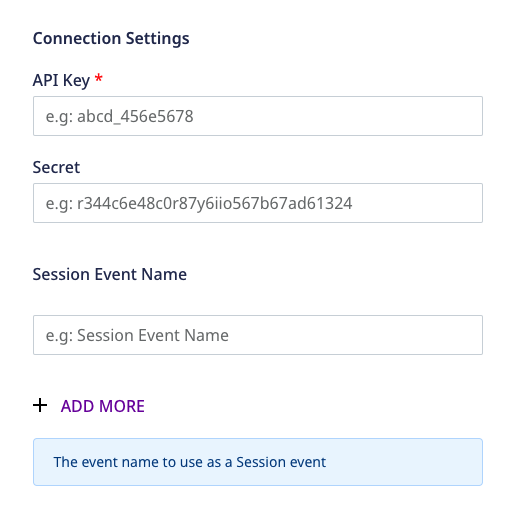 Connection Settings
API Key *
e.g: abcd_456e5678
Secret
e.g: r344c6e48c0r87y6iio567b67ad61324
Session Event Name
e.g: Session Event Name
+ ADD MORE
The event name to use as a Session event